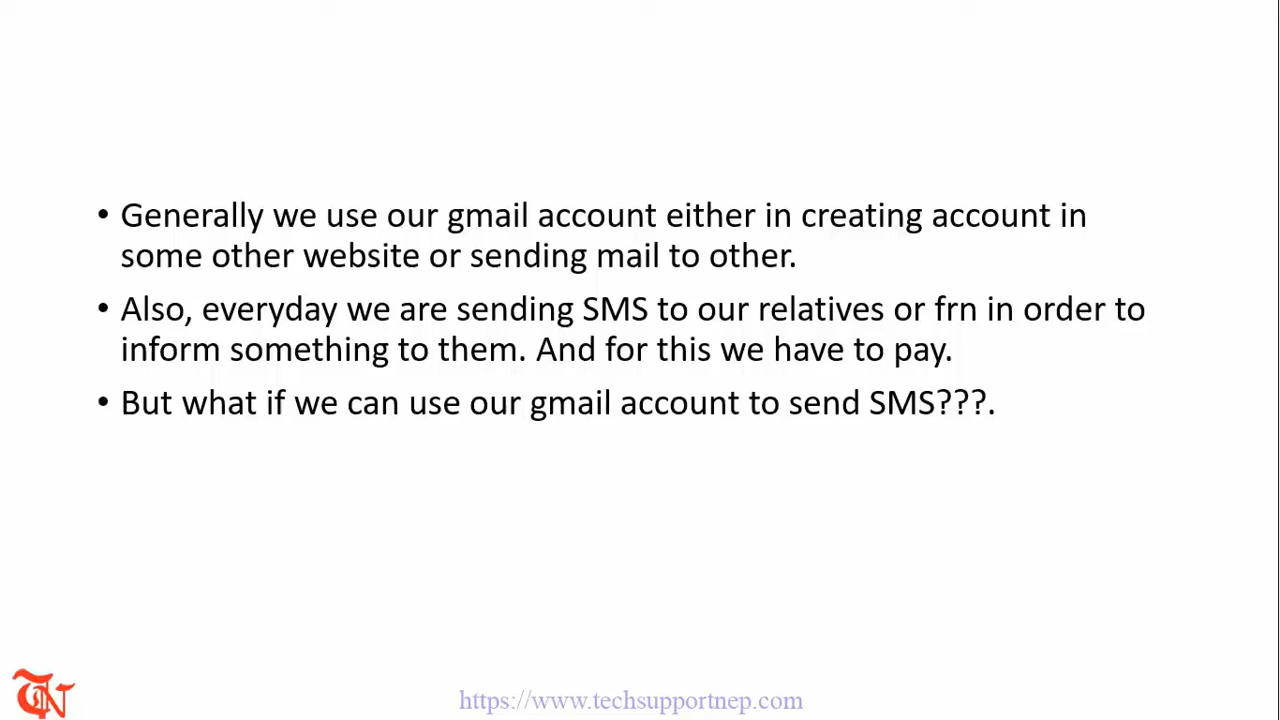 • Generally we use our gmail account either in creating account in
some other website or sending mail to other.
• Also, everyday we are sending SMS to our relatives or frn in order to
inform something to them. And for this we have to pay.
• But what if we can use our gmail account to send SMS???.
TN
https://www.techsupportnep.com